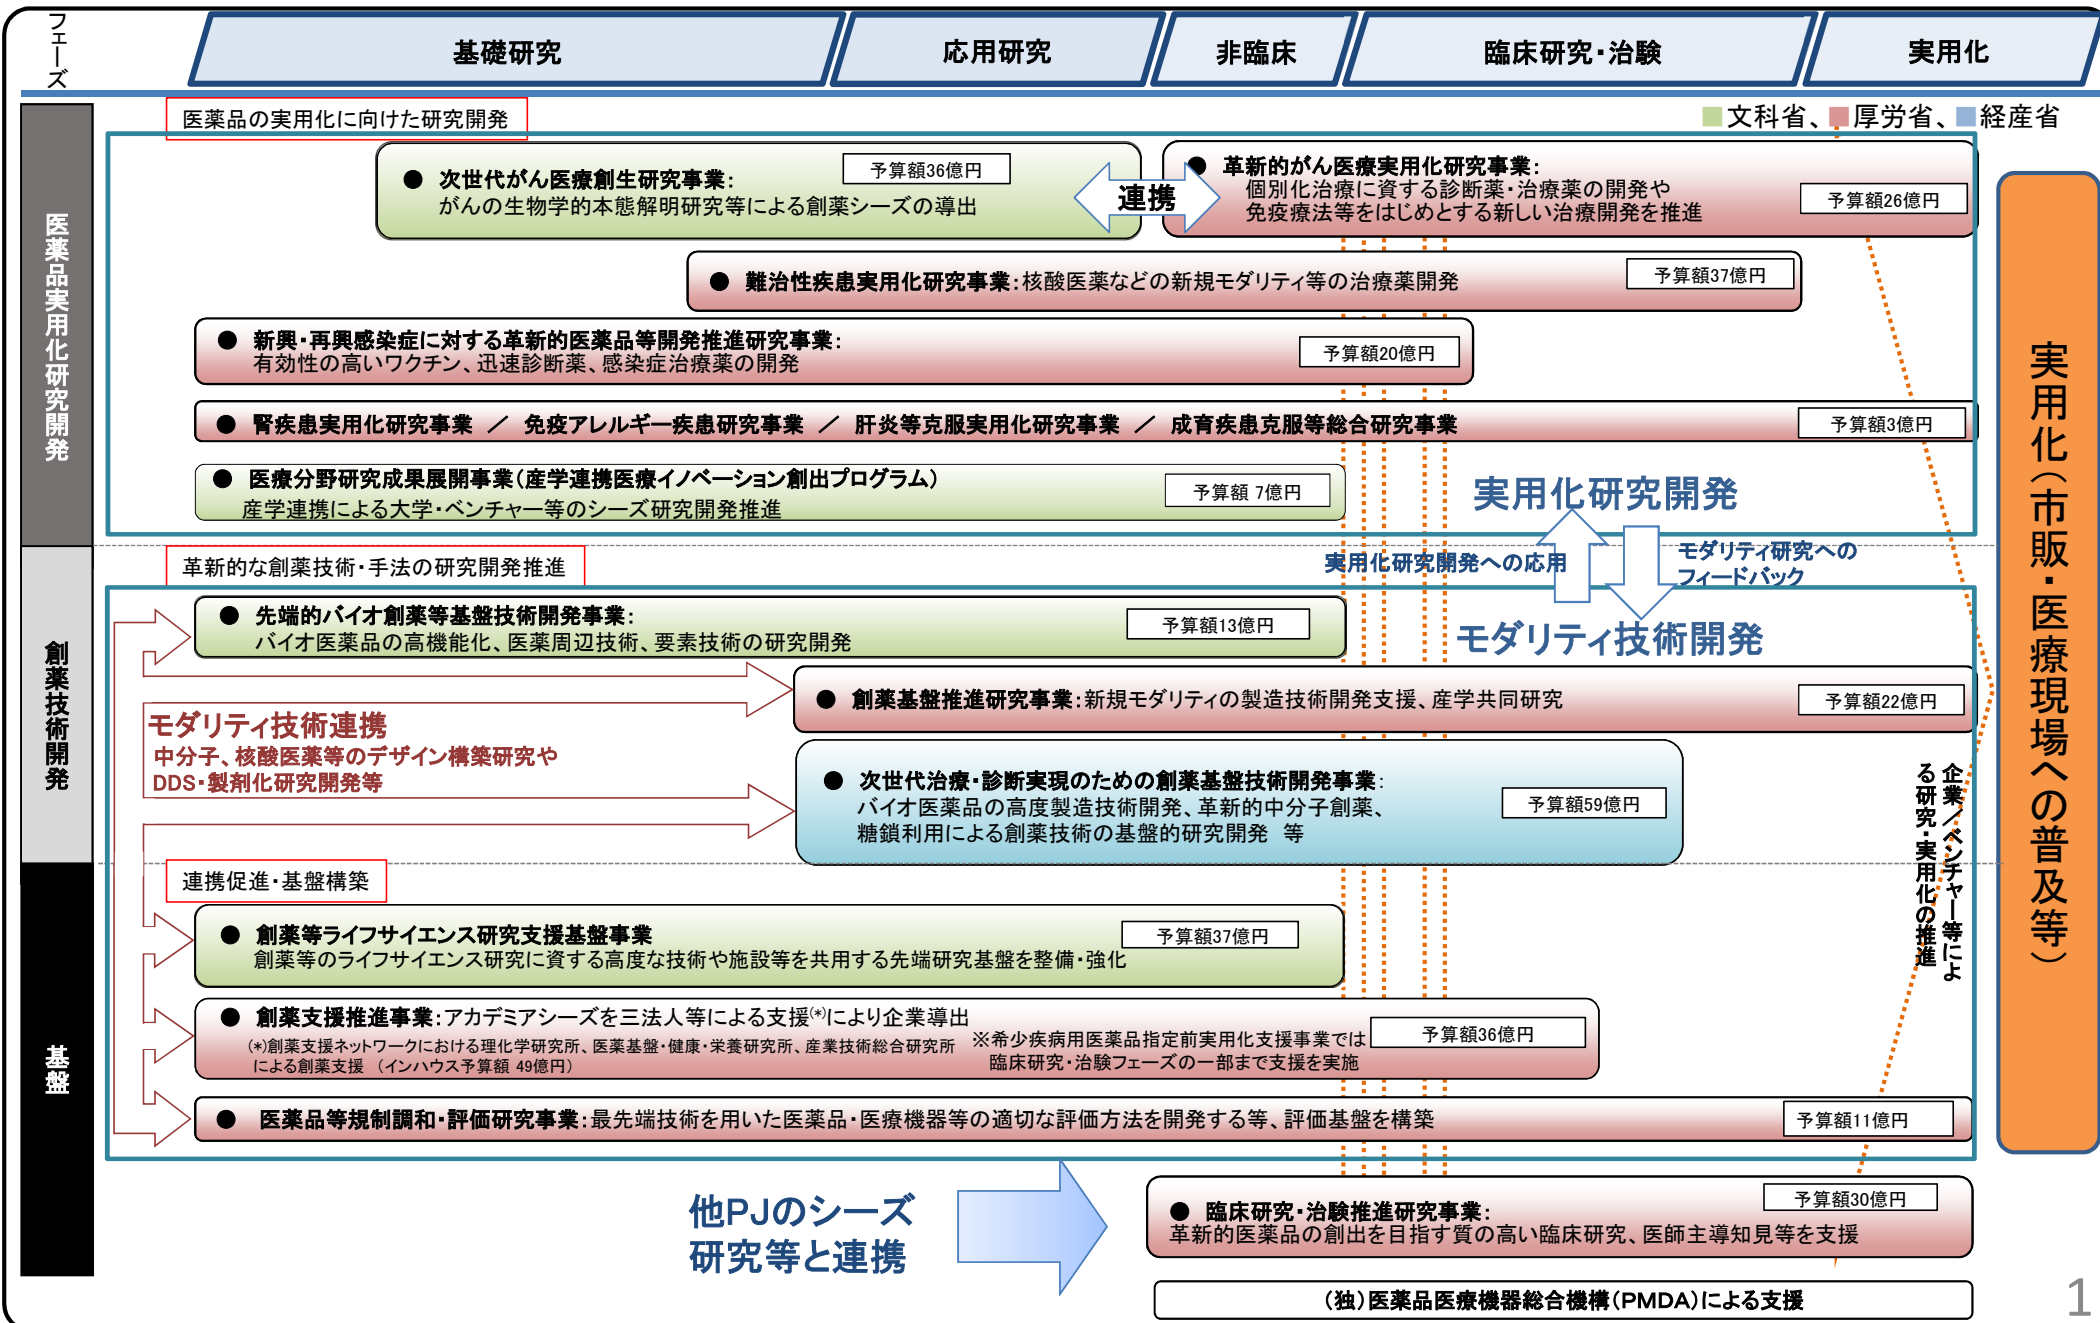 フェーズ
基礎研究
応用研究
非臨床
臨床研究・治験
実用化
医薬品の実用化に向けた研究開発
文科省、厚労省、経産省
医薬品実用化研究開発
● 次世代がん医療創生研究事業：
予算額36億円
がんの生物学的本態解明研究等による創薬シーズの導出
連携
● 革新的がん医療実用化研究事業：
個別化治療に資する診断薬・治療薬の開発や
免疫療法等をはじめとする新しい治療開発を推進
予算額26億円
● 難治性疾患実用化研究事業：核酸医薬などの新規モダリティ等の治療薬開発
予算額37億円
● 新興・再興感染症に対する革新的医薬品等開発推進研究事業：
有効性の高いワクチン、迅速診断薬、感染症治療薬の開発
予算額20億円
● 腎疾患実用化研究事業 ／ 免疫アレルギー疾患研究事業 ／ 肝炎等克服実用化研究事業 ／ 成育疾患克服等総合研究事業
予算額3億円
● 医療分野研究成果展開事業（産学連携医療イノベーション創出プログラム）
産学連携による大学・ベンチャー等のシーズ研究開発推進
予算額 7億円
実用化研究開発
実用化研究開発への応用
モダリティ研究への
フィードバック
モダリティ技術開発
革新的な創薬技術・手法の研究開発推進
創薬技術開発
● 先端的バイオ創薬等基盤技術開発事業：
バイオ医薬品の高機能化、医薬周辺技術、要素技術の研究開発
予算額13億円
● 創薬基盤推進研究事業：新規モダリティの製造技術開発支援、産学共同研究
予算額22億円
モダリティ技術連携
中分子、核酸医薬等のデザイン構築研究や
DDS・製剤化研究開発等
● 次世代治療・診断実現のための創薬基盤技術開発事業：
バイオ医薬品の高度製造技術開発、革新的中分子創薬、
糖鎖利用による創薬技術の基盤的研究開発 等
予算額59億円
企業／ベンチャー等によ
る研究・実用化の推進
実用化（市販・医療現場への普及等）
連携促進・基盤構築
基盤
● 創薬等ライフサイエンス研究支援基盤事業
予算額37億円
創薬等のライフサイエンス研究に資する高度な技術や施設等を共用する先端研究基盤を整備・強化
● 創薬支援推進事業：アカデミアシーズを三法人等による支援(*)により企業導出
(*)創薬支援ネットワークにおける理化学研究所、医薬基盤・健康・栄養研究所、産業技術総合研究所
による創薬支援 （インハウス予算額 49億円）
※希少疾病用医薬品指定前実用化支援事業では
臨床研究・治験フェーズの一部まで支援を実施
予算額36億円
● 医薬品等規制調和・評価研究事業：最先端技術を用いた医薬品・医療機器等の適切な評価方法を開発する等、評価基盤を構築
予算額11億円
他PJのシーズ
研究等と連携
● 臨床研究・治験推進研究事業：
予算額30億円
革新的医薬品の創出を目指す質の高い臨床研究、医師主導知見等を支援
（独）医薬品医療機器総合機構（PMDA）による支援
1